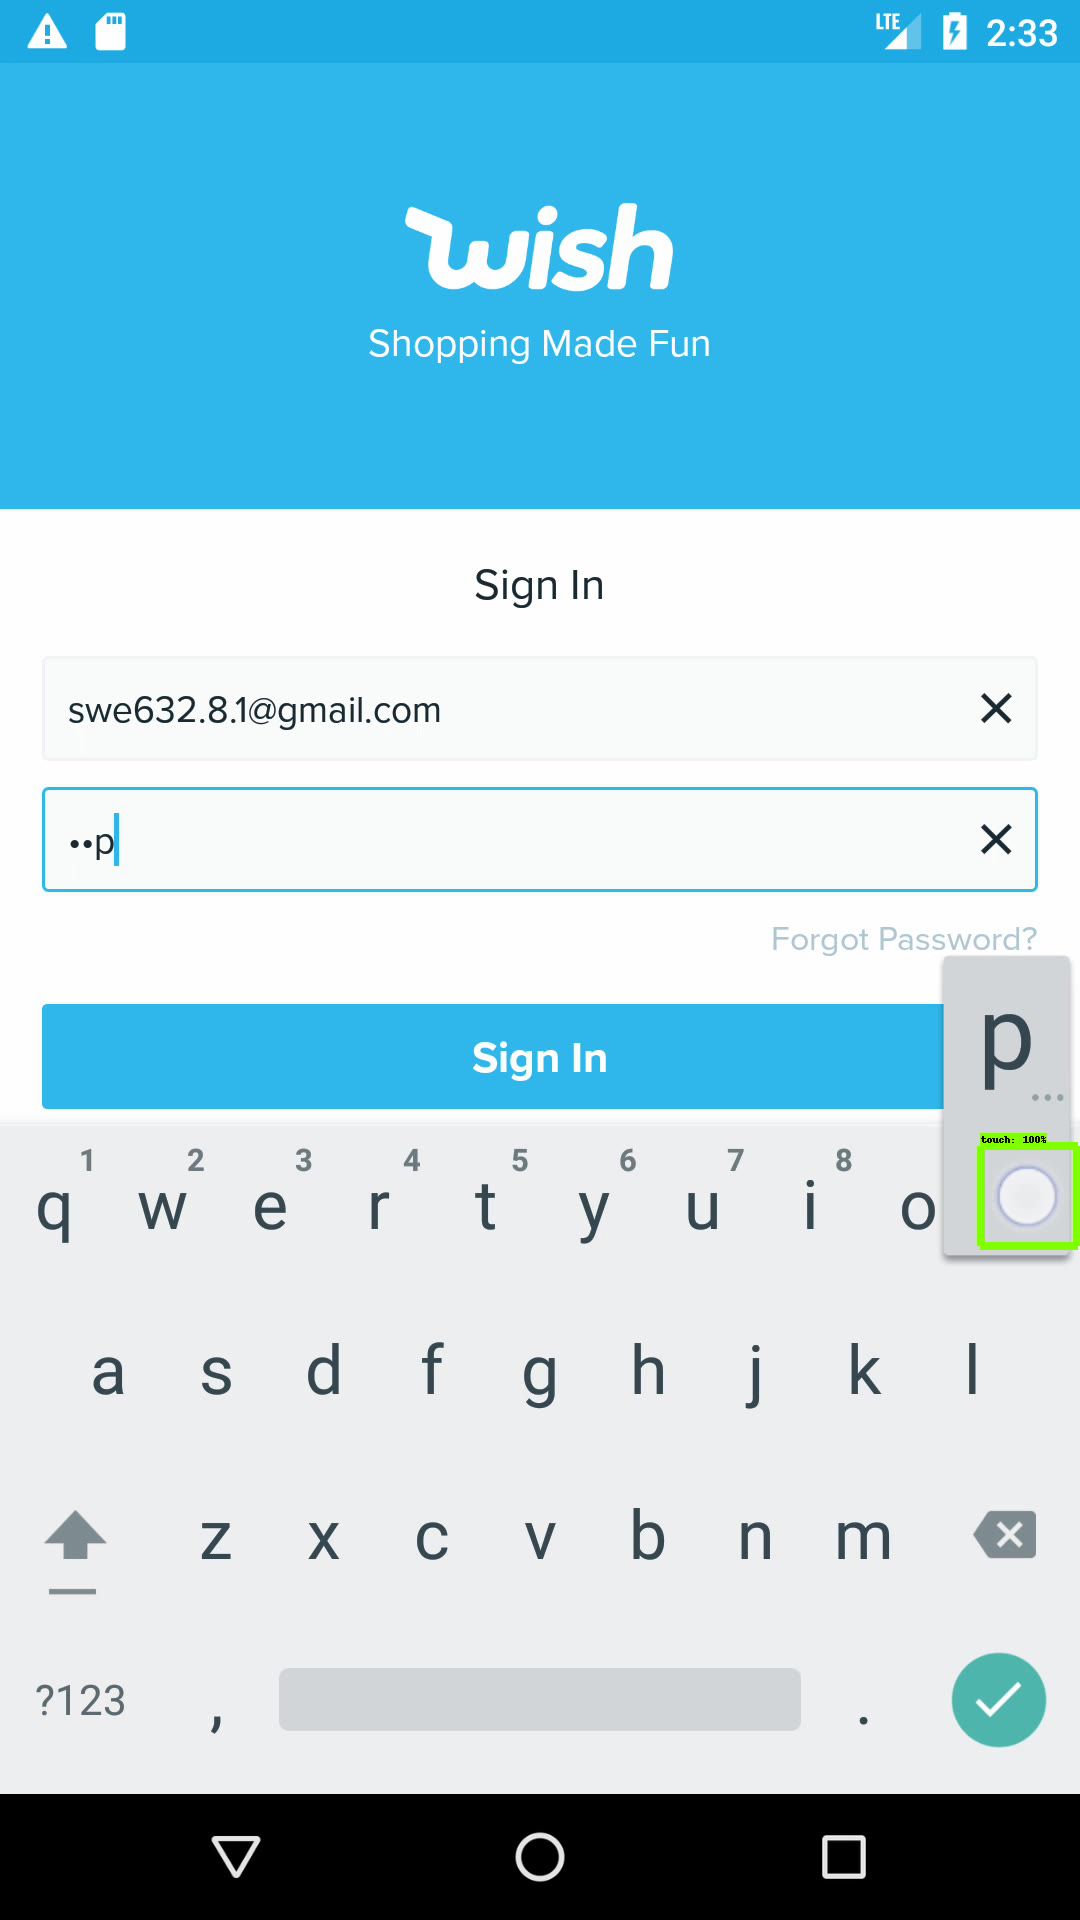 LTE 2:33
wish
Shopping Made Fun
Sign In
swe632.8.1@gmail.com
••p
Forgot Password?
Sign In
p
...
touch: 100%
1 2 3 4 5 6 7 8
q w e r t y u i o
a s d f g h j k l
z x c v b n m
?123 , .